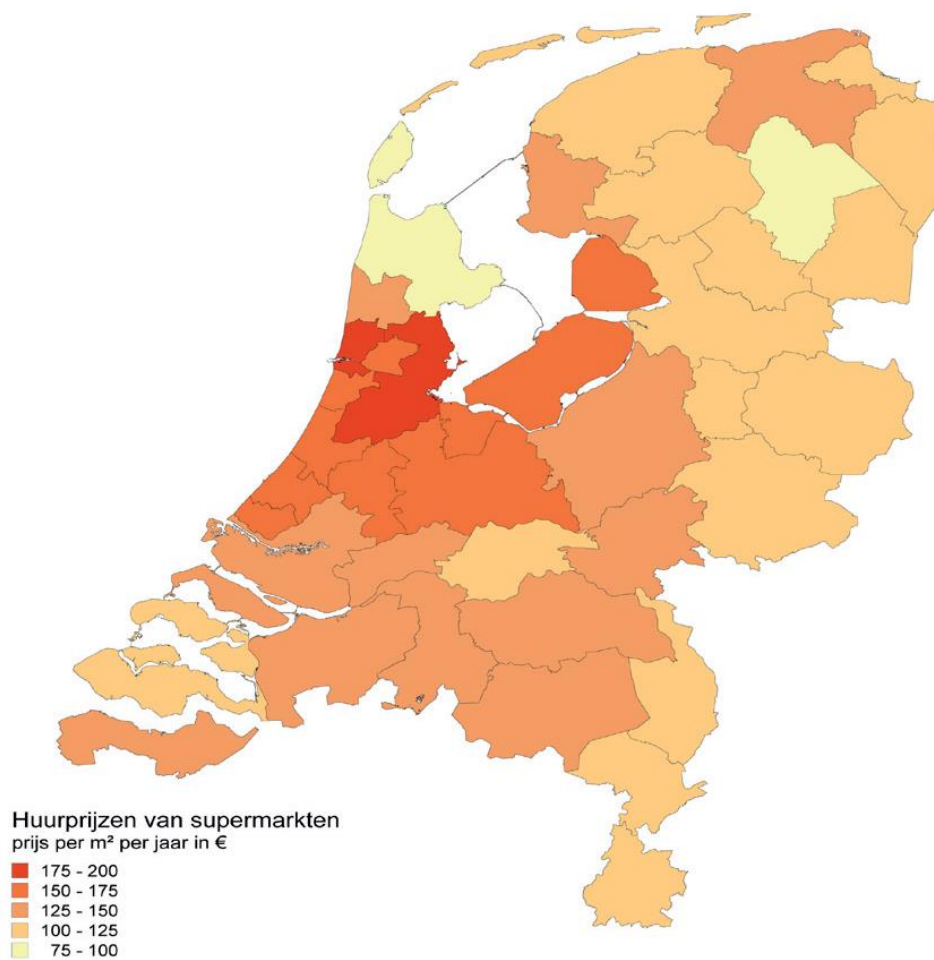 Huurprijzen van supermarkten
prijs per m² per jaar in €
175 - 200
150 - 175
125 - 150
100 - 125
75 - 100